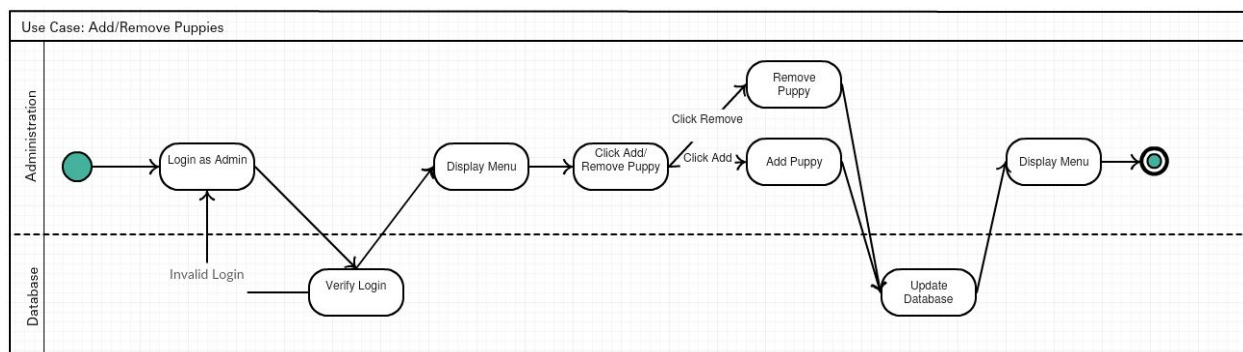 Use Case: Add/Remove Puppies
Administration
Login as Admin
Display Menu
Click Add/
Remove Puppy
Click Remove
Click Add
Remove
Puppy
Add Puppy
Display Menu
Database
Invalid Login
Verify Login
Update
Database